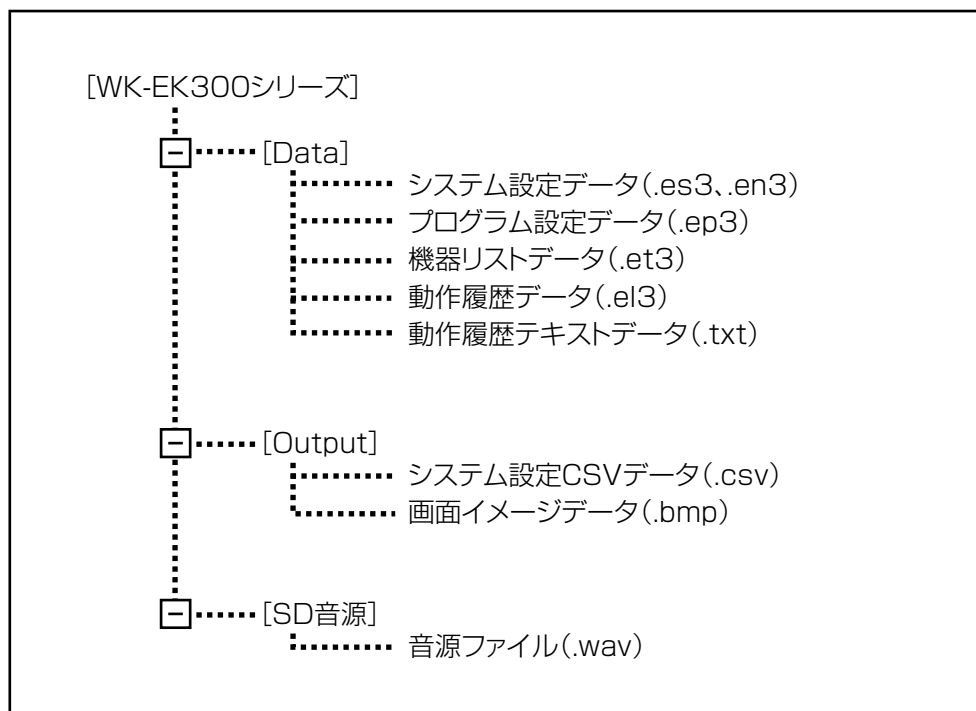 [WK-EK300シリーズ]
[Data]
システム設定データ(.es3、.en3)
プログラム設定データ(.ep3)
機器リストデータ(.et3)
動作履歴データ(.el3)
動作履歴テキストデータ(.txt)
[Output]
システム設定CSVデータ(.csv)
画面イメージデータ(.bmp)
[SD音源]
音源ファイル(.wav)